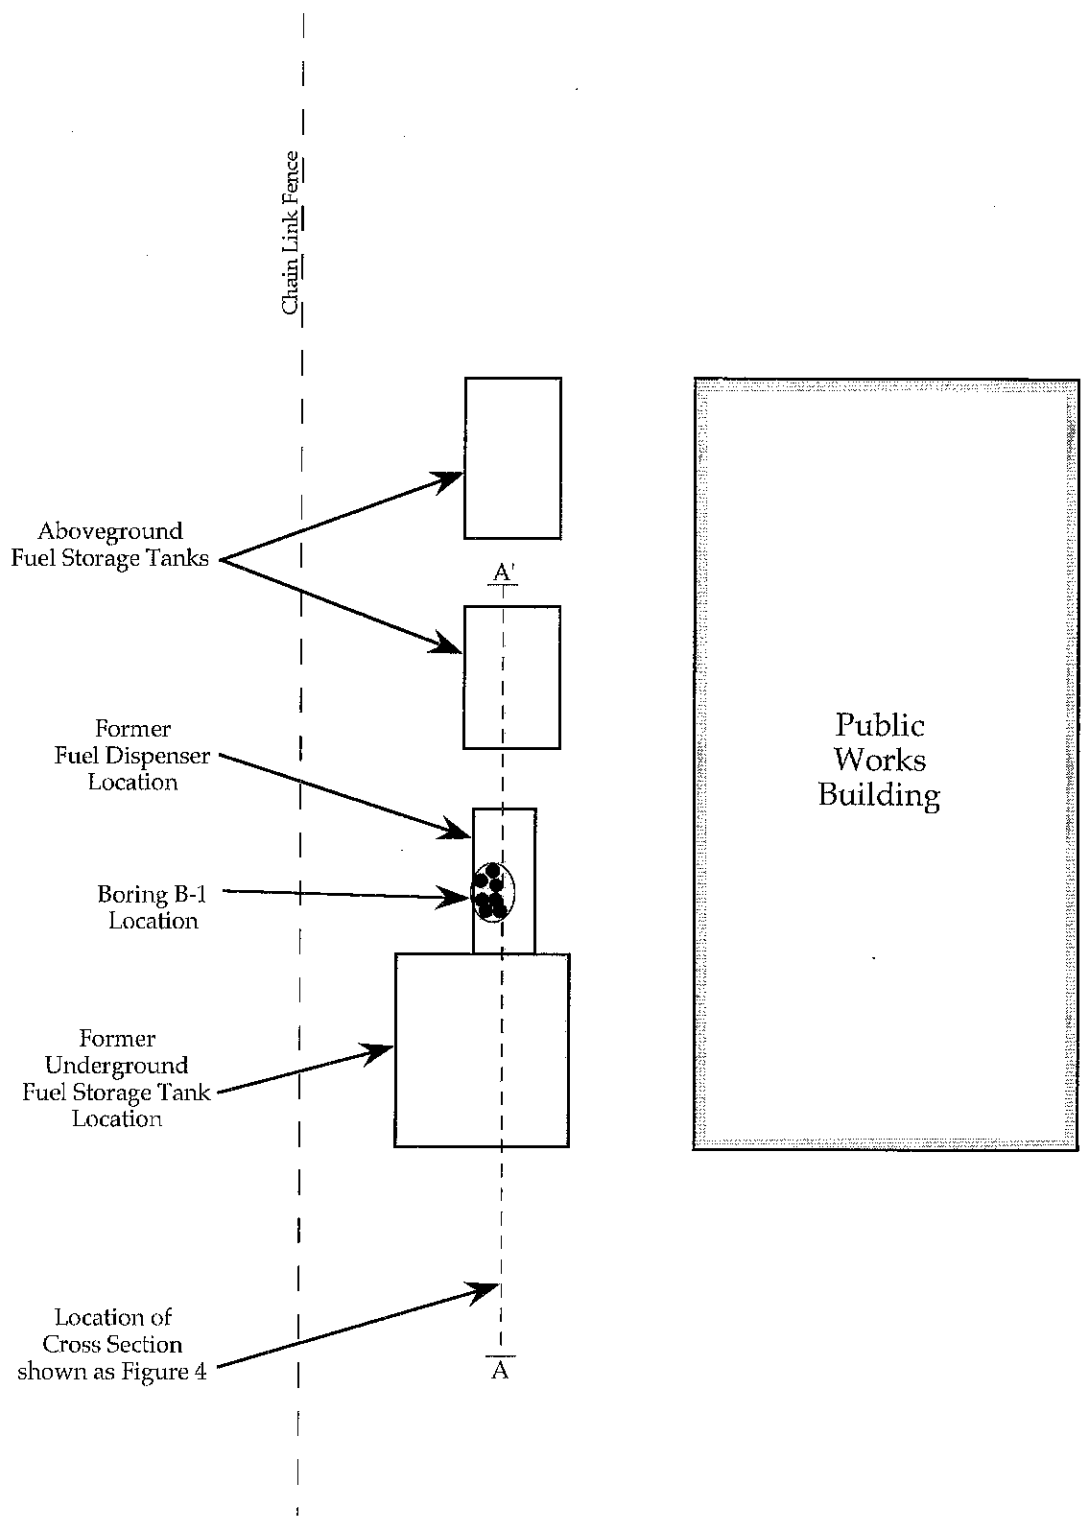 Chain Link Fence
Aboveground
Fuel Storage Tanks
A'
Former
Fuel Dispenser
Location
Public
Works
Building
Boring B-1
Location
Former
Underground
Fuel Storage Tank
Location
Location of
Cross Section
shown as Figure 4
A